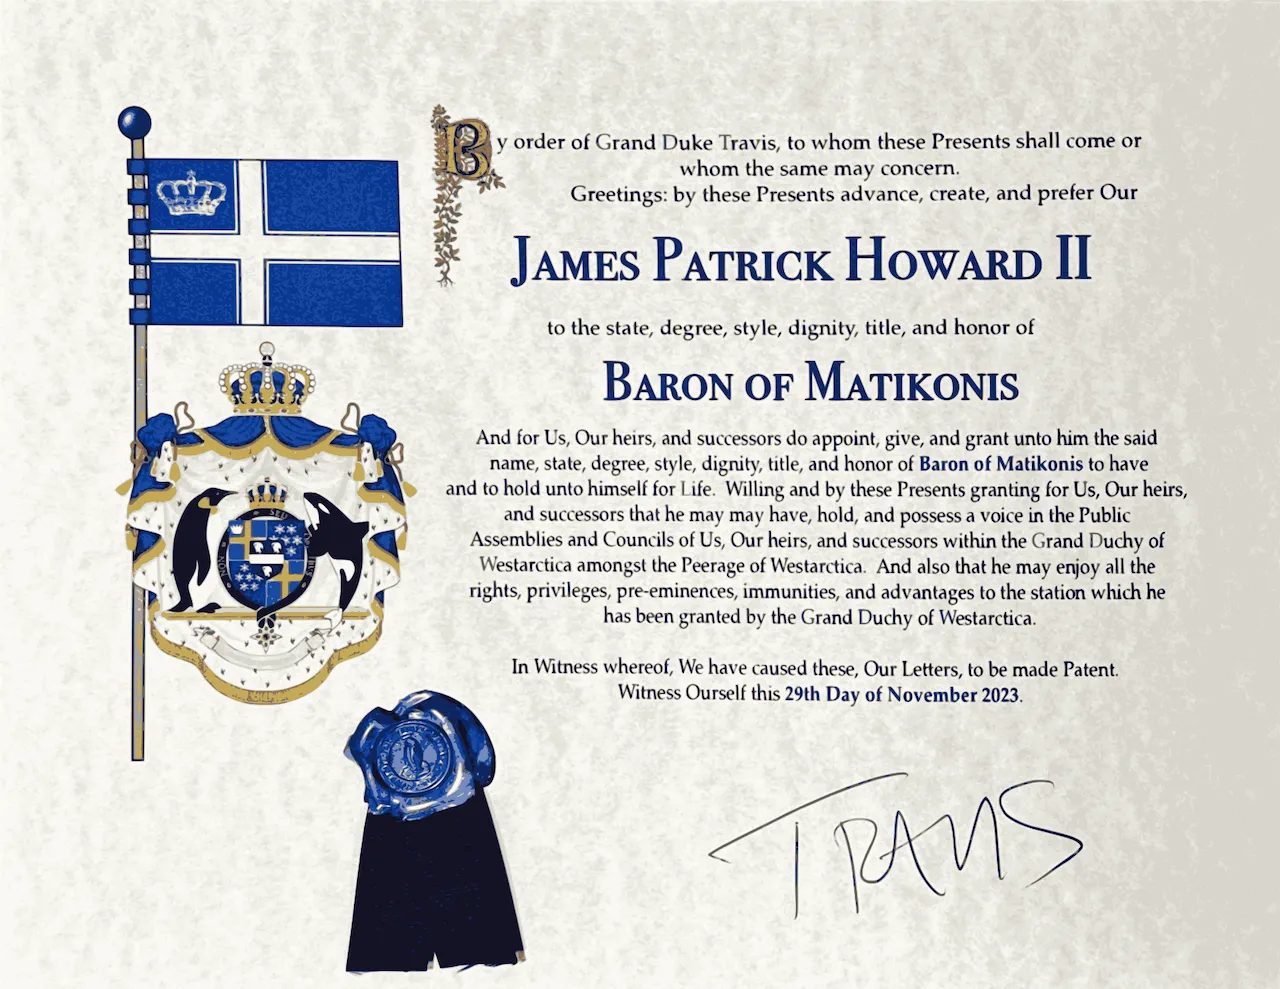 By order of Grand Duke Travis, to whom these Presents shall come or
whom the same may concern.
Greetings: by these Presents advance, create, and prefer Our
JAMES PATRICK HOWARD II
to the state, degree, style, dignity, title, and honor of
BARON OF MATIKONIS
And for Us, Our heirs, and successors do appoint, give, and grant unto him the said
name, state, degree, style, dignity, title, and honor of Baron of Matikonis to have
and to hold unto himself for Life. Willing and by these Presents granting for Us, Our heirs,
and successors that he may may have, hold, and possess a voice in the Public
Assemblies and Councils of Us, Our heirs, and successors within the Grand Duchy of
Westarctica amongst the Peerage of Westarctica. And also that he may enjoy all the
rights, privileges, pre-eminences, immunities, and advantages to the station which he
has been granted by the Grand Duchy of Westarctica.
In Witness whereof, We have caused these, Our Letters, to be made Patent.
Witness Ourself this 29th Day of November 2023.
TRAVIS